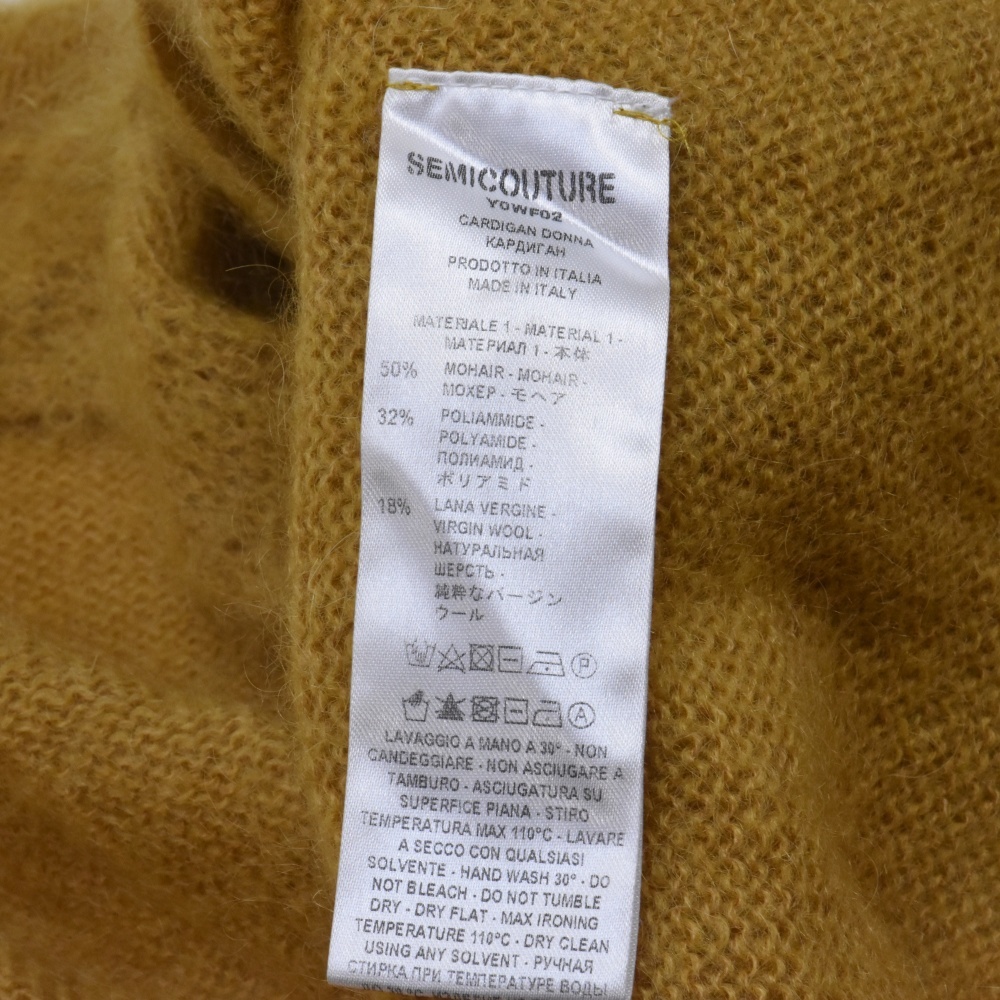 SEMICOUTURE
Y0WF02
CARDIGAN DONNA
КАРДИГАН
PRODOTTO IN ITALIA
MADE IN ITALY
MATERIALE 1 - MATERIAL 1 -
МАТЕРИАЛ 1 - 本体
50% MOHAIR - MOHAIR -
МОХЕР - モヘア
32% POLIAMMIDE -
POLYAMIDE -
ПОЛИАМИД -
ポリアミド
18% LANA VERGINE -
VIRGIN WOOL -
НАТУРАЛЬНАЯ
ШЕРСТЬ -
純粋なバージン
ウール
P
A
LAVAGGIO A MANO A 30° - NON
CANDEGGIARE - NON ASCIUGARE A
TAMBURO - ASCIUGATURA SU
SUPERFICE PIANA - STIRO
TEMPERATURA MAX 110°C - LAVARE
A SECCO CON QUALSIASI
SOLVENTE - HAND WASH 30° - DO
NOT BLEACH - DO NOT TUMBLE
DRY - DRY FLAT - MAX IRONING
TEMPERATURE 110°C - DRY CLEAN
USING ANY SOLVENT - РУЧНАЯ
СТИРКА ПРИ ТЕМПЕРАТУРЕ ВОДЫ